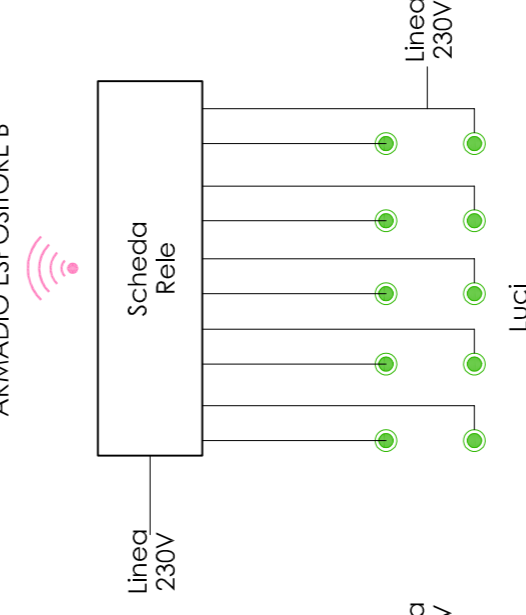 ARMADIO ESPOSITORE B
Scheda
Rele
Linea
230V
Linea
230V
Luci